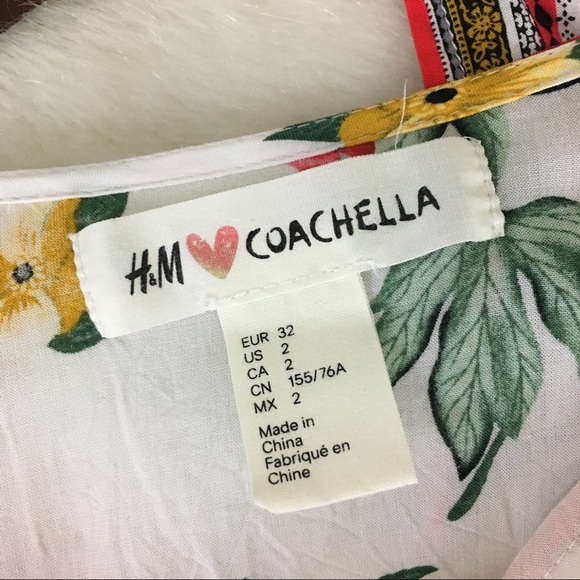 H&M ♥ COACHELLA
EUR 32
US 2
CA 2
CN 155/76A
MX 2
Made in
China
Fabriqué en
Chine